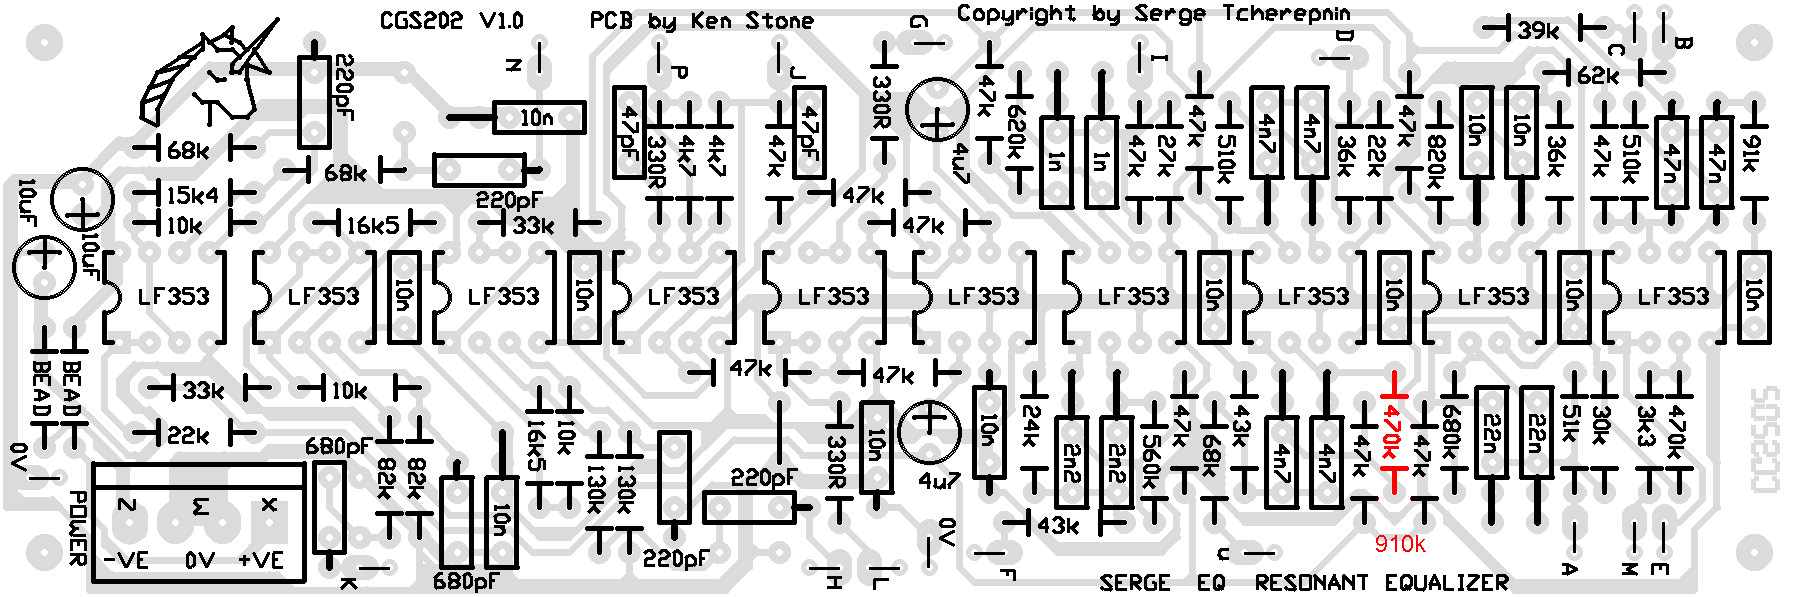 CGS202 V1.0
PCB by Ken Stone
Copyright by Serge Tcherepnin
G
D
39k
C
B
N
P
J
I
62k
220pF
10n
47pF
330R
4k7
4k7
47k
47pF
330R
4u7
47k
620k
1n
1n
47k
27k
47k
510k
4n7
4n7
36k
22k
47k
820k
10n
10n
36k
47k
510k
47n
47n
91k
68k
68k
220pF
15k4
47k
10k
16k5
33k
47k
10uF
10uF
LF353
LF353
10n
LF353
10n
LF353
LF353
LF353
LF353
10n
LF353
10n
LF353
10n
LF353
10n
BEAD
BEAD
33k
10k
47k
47k
22k
680pF
82k
82k
16k5
10k
130k
130k
220pF
330R
10n
4u7
10n
24k
2n2
2n2
560k
47k
68k
43k
4n7
4n7
47k
470k
47k
680k
22n
22n
51k
30k
3k3
470k
0V
POWER
Z
M
X
-VE
0V
+VE
10n
43k
0V
910k
CC2505
K
680pF
220pF
H
L
F
u
A
M
E
SERGE EQ RESONANT EQUALIZER